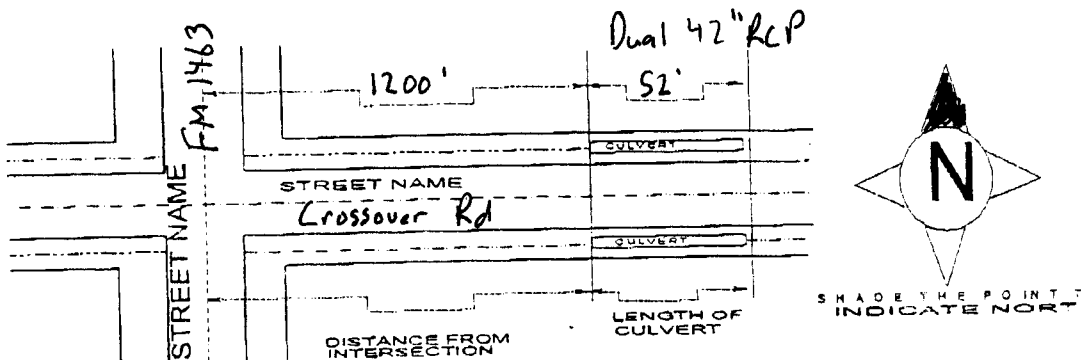 Dual 42" RCP
1200'
52'
FM 1463
STREET NAME
CULVERT
STREET NAME
Crossover Rd
CULVERT
DISTANCE FROM
INTERSECTION
LENGTH OF
CULVERT
N
SHADE THE POINT T
INDICATE NORT